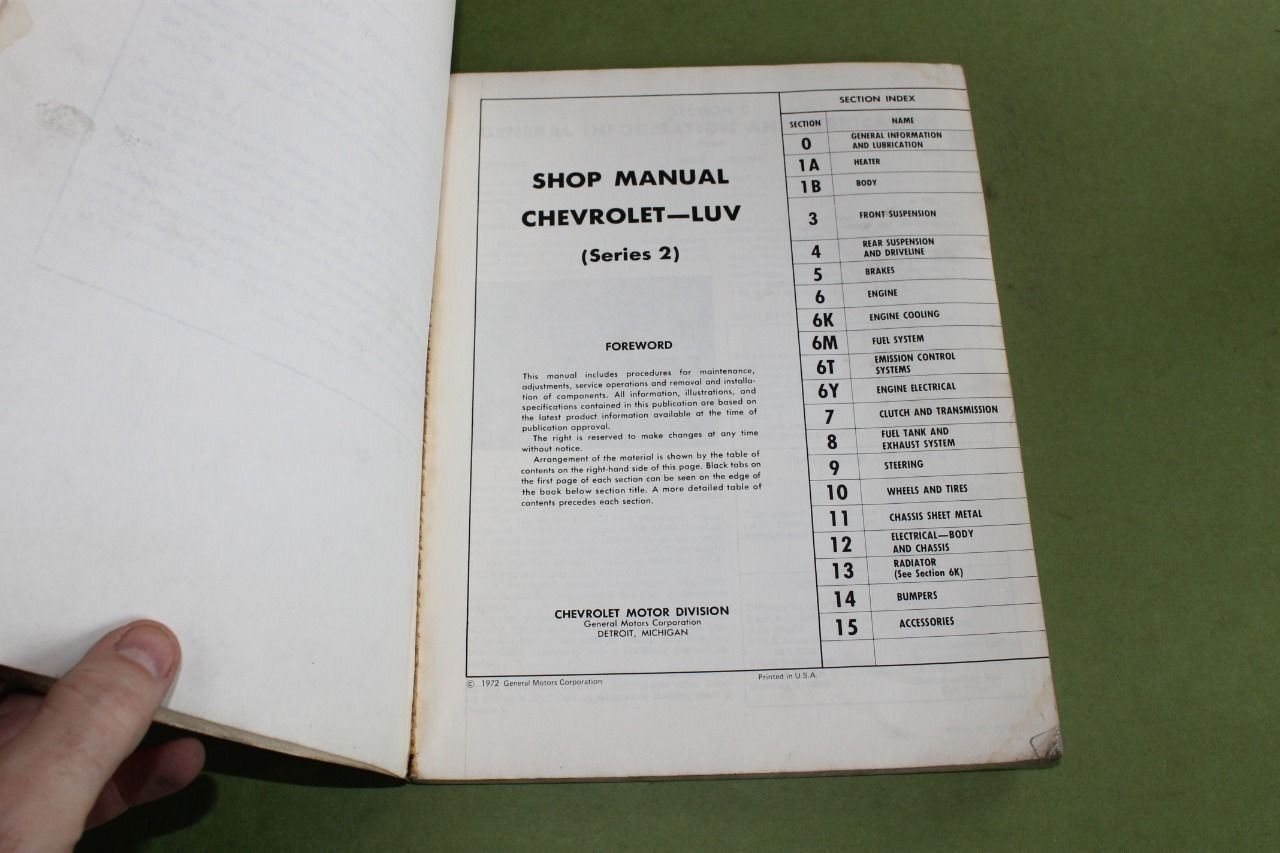 SHOP MANUAL
CHEVROLET—LUV
(Series 2)
FOREWORD
This manual includes procedures for maintenance,
adjustments, service operations and removal and installa-
tion of components. All information, illustrations, and
specifications contained in this publication are based on
the latest product information available at the time of
publication approval.
The right is reserved to make changes at any time
without notice.
Arrangement of the material is shown by the table of
contents on the right-hand side of this page. Black tabs on
the first page of each section can be seen on the edge of
the book below section title. A more detailed table of
contents precedes each section.
CHEVROLET MOTOR DIVISION
General Motors Corporation
DETROIT, MICHIGAN
© 1972 General Motors Corporation
Printed in U.S.A.
SECTION INDEX
SECTION NAME
0 GENERAL INFORMATION
AND LUBRICATION
1A HEATER
1B BODY
3 FRONT SUSPENSION
4 REAR SUSPENSION
AND DRIVELINE
5 BRAKES
6 ENGINE
6K ENGINE COOLING
6M FUEL SYSTEM
6T EMISSION CONTROL
SYSTEMS
6Y ENGINE ELECTRICAL
7 CLUTCH AND TRANSMISSION
8 FUEL TANK AND
EXHAUST SYSTEM
9 STEERING
10 WHEELS AND TIRES
11 CHASSIS SHEET METAL
12 ELECTRICAL—BODY
AND CHASSIS
13 RADIATOR
(See Section 6K)
14 BUMPERS
15 ACCESSORIES